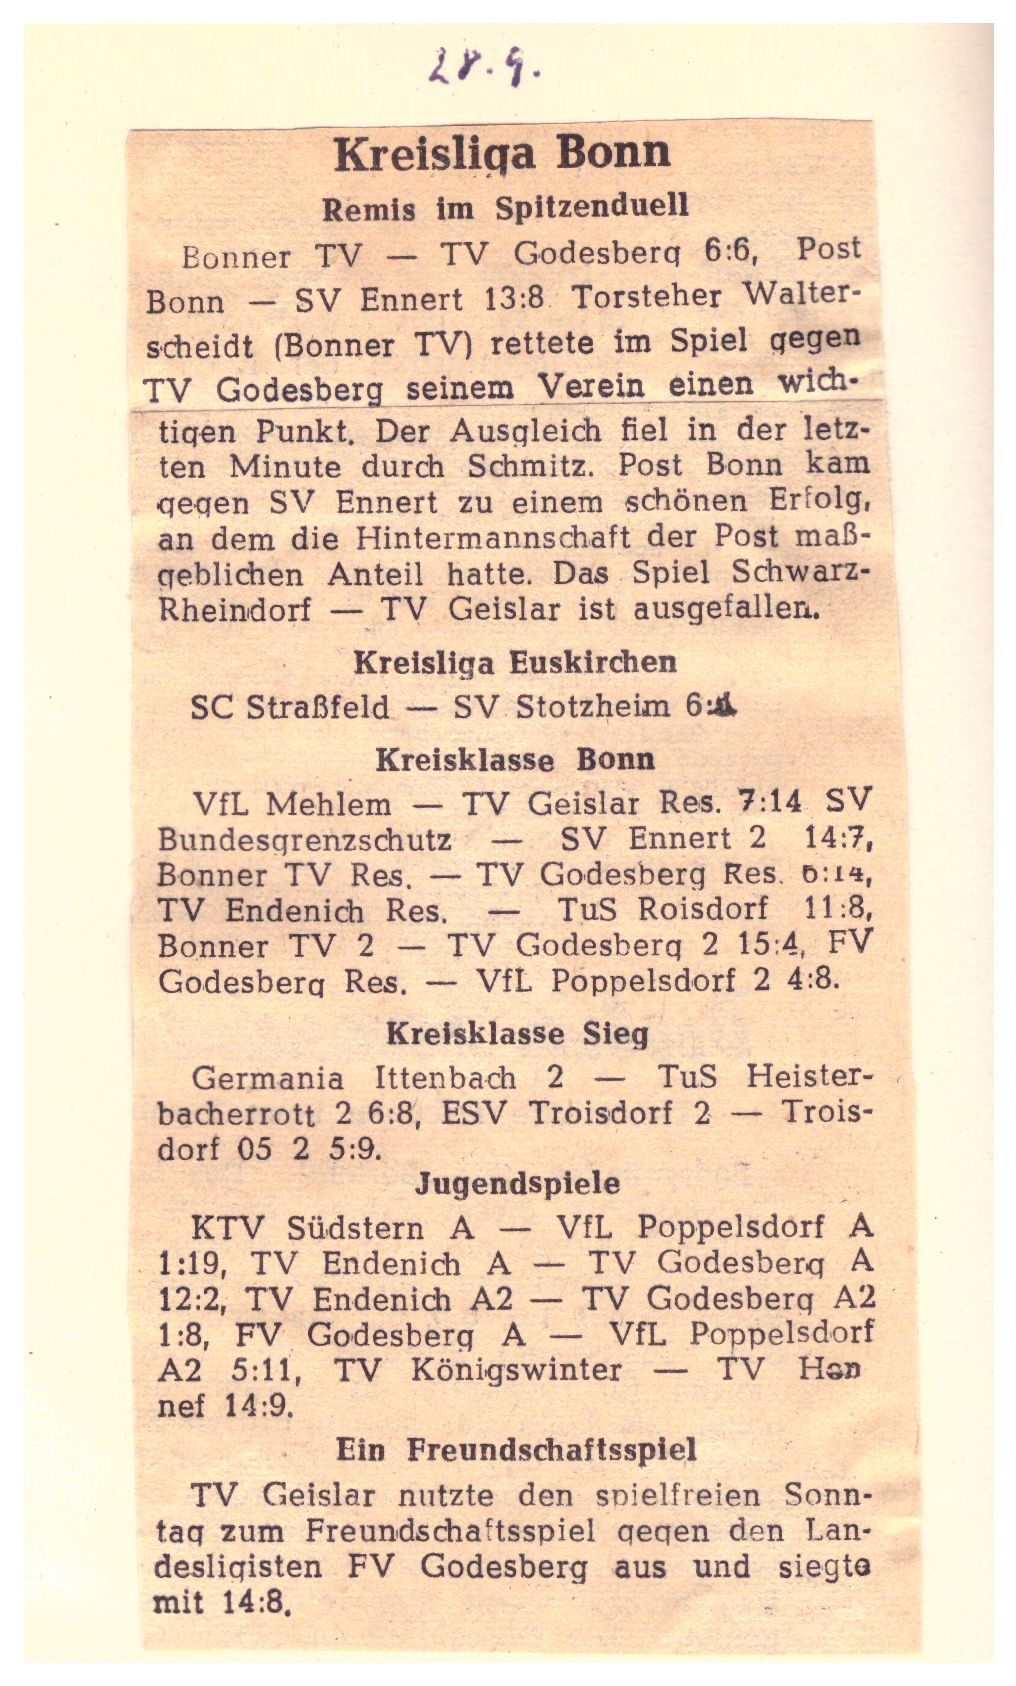 28.9.
Kreisliga Bonn
Remis im Spitzenduell
Bonner TV — TV Godesberg 6:6, Post
Bonn — SV Ennert 13:8 Torsteher Walter-
scheidt (Bonner TV) rettete im Spiel gegen
TV Godesberg seinem Verein einen wich-
tigen Punkt. Der Ausgleich fiel in der letz-
ten Minute durch Schmitz. Post Bonn kam
gegen SV Ennert zu einem schönen Erfolg,
an dem die Hintermannschaft der Post maß-
geblichen Anteil hatte. Das Spiel Schwarz-
Rheindorf — TV Geislar ist ausgefallen.
Kreisliga Euskirchen
SC Straßfeld — SV Stotzheim
Kreisklasse Bonn
VfL Mehlem — TV Geislar Res. 7:14 SV
Bundesgrenzschutz — SV Ennert 2 14:7,
Bonner TV Res. — TV Godesberg Res.
TV Endenich Res. — TuS Roisdorf 11:8,
Bonner TV 2 — TV Godesberg 2 15:4, FV
Godesberg Res. — VfL Poppelsdorf 2 4:8.
Kreisklasse Sieg
Germania Ittenbach 2 — TuS Heister-
bacherrott 2 6:8, ESV Troisdorf 2 — Trois-
dorf 05 2 5:9.
Jugendspiele
KTV Südstern A — VfL Poppelsdorf A
1:19, TV Endenich A — TV Godesberg A
12:2, TV Endenich A2 — TV Godesberg A2
1:8, FV Godesberg A — VfL Poppelsdorf
A2 5:11, TV Königswinter — TV Hen
nef 14:9.
Ein Freundschaftsspiel
TV Geislar nutzte den spielfreien Sonn-
tag zum Freundschaftsspiel gegen den Lan-
desligisten FV Godesberg aus und siegte
mit 14:8.